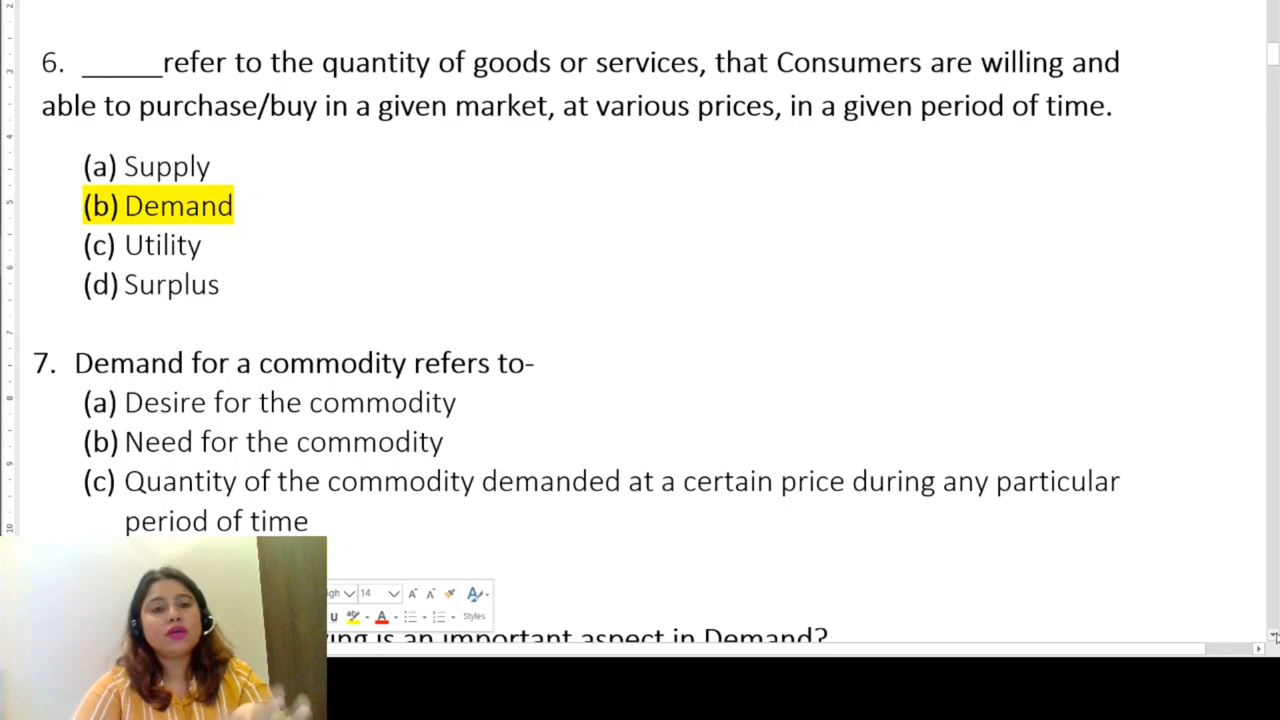 6. _____refer to the quantity of goods or services, that Consumers are willing and
able to purchase/buy in a given market, at various prices, in a given period of time.
(a) Supply
(b) Demand
(c) Utility
(d) Surplus
7. Demand for a commodity refers to-
(a) Desire for the commodity
(b) Need for the commodity
(c) Quantity of the commodity demanded at a certain price during any particular
period of time
14
Styles
is an important aspect in Demand?